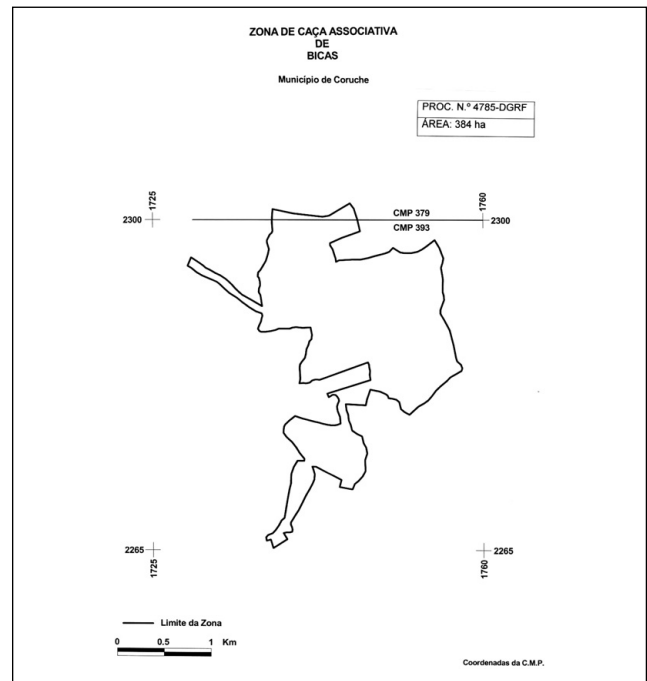 ZONA DE CAÇA ASSOCIATIVA
DE
BICAS
Município de Coruche
PROC. N.º 4785-DGRF
ÁREA: 384 ha
1725
1760
2300
CMP 379
2300
CMP 393
2265
2265
1725
1760
Limite da Zona
0 0.5 1 Km
Coordenadas da C.M.P.